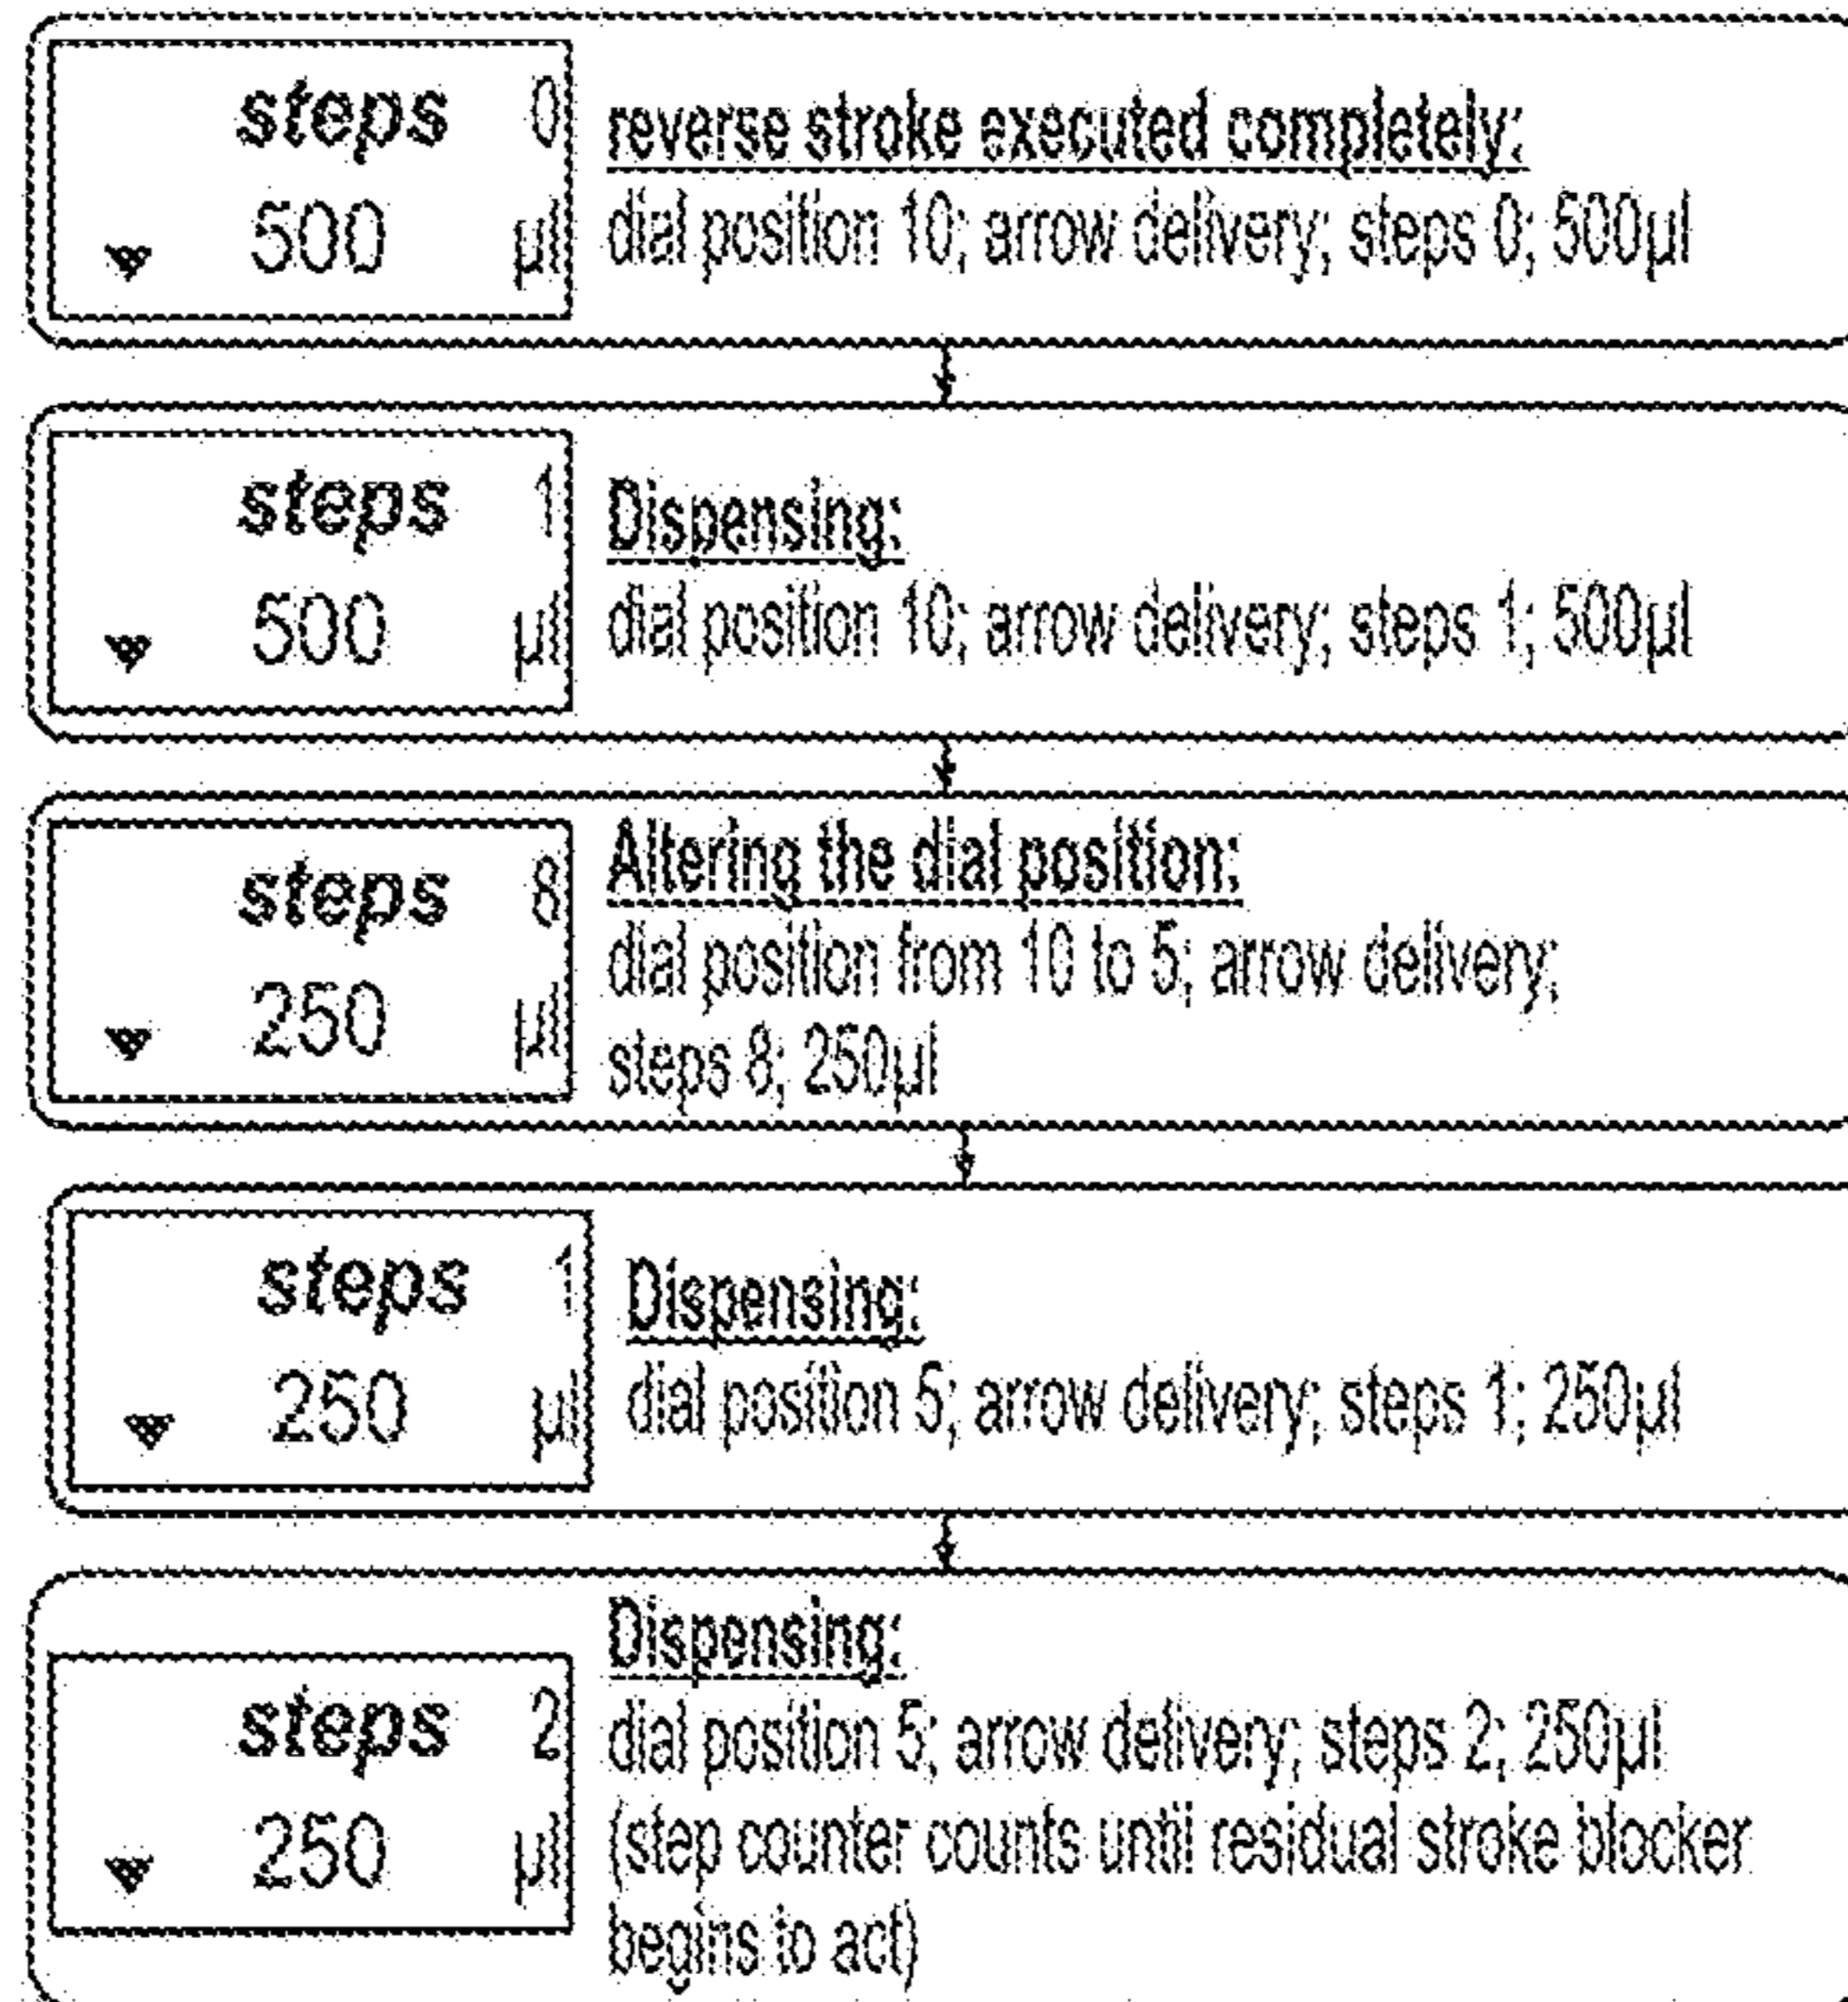 steps 0
500 µl
reverse stroke executed completely:
dial position 10; arrow delivery; steps 0; 500µl
steps 1
500 µl
Dispensing:
dial position 10; arrow delivery; steps 1; 500µl
steps 8
250 µl
Altering the dial position:
dial position from 10 to 5; arrow delivery;
steps 8; 250µl
steps 1
250 µl
Dispensing:
dial position 5; arrow delivery; steps 1; 250µl
steps 2
250 µl
Dispensing:
dial position 5; arrow delivery; steps 2; 250µl
(step counter counts until residual stroke blocker
begins to act)